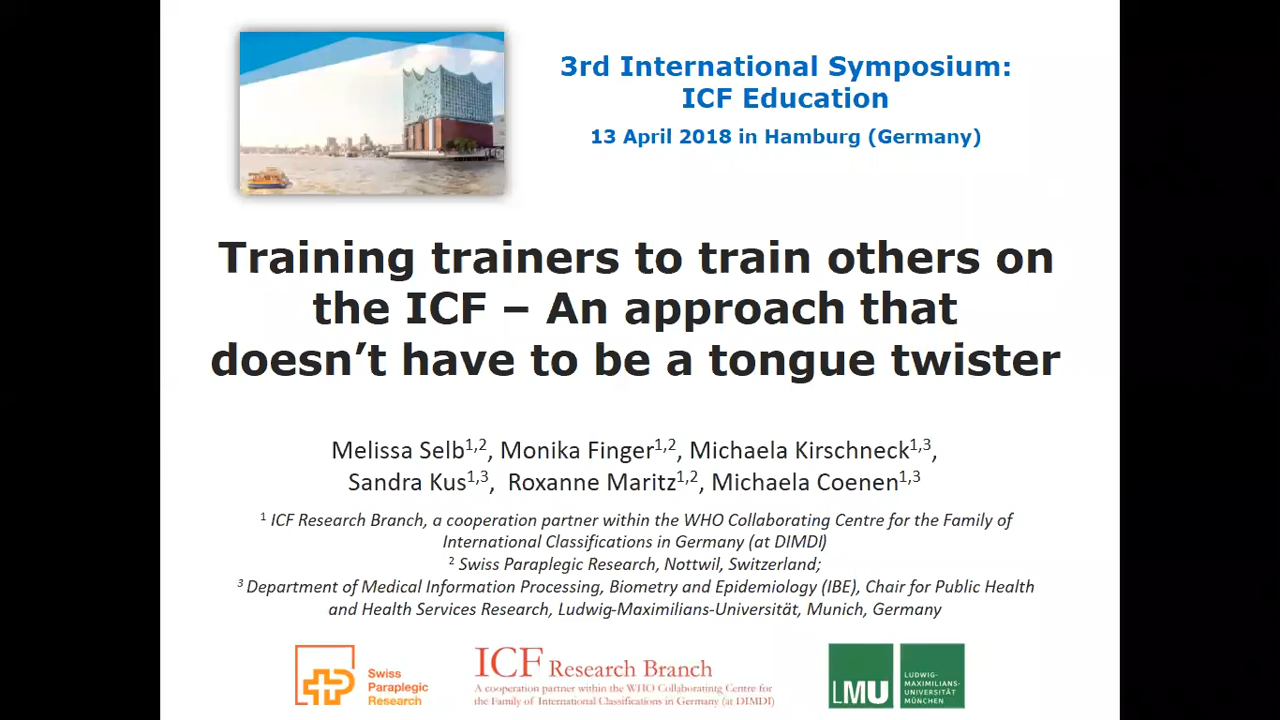 3rd International Symposium:
ICF Education
13 April 2018 in Hamburg (Germany)
Training trainers to train others on
the ICF – An approach that
doesn’t have to be a tongue twister
Melissa Selb1,2, Monika Finger1,2, Michaela Kirschneck1,3,
Sandra Kus1,3, Roxanne Maritz1,2, Michaela Coenen1,3
1 ICF Research Branch, a cooperation partner within the WHO Collaborating Centre for the Family of
International Classifications in Germany (at DIMDI)
2 Swiss Paraplegic Research, Nottwil, Switzerland;
3 Department of Medical Information Processing, Biometry and Epidemiology (IBE), Chair for Public Health
and Health Services Research, Ludwig-Maximilians-Universität, Munich, Germany
Swiss
Paraplegic
Research
ICF Research Branch
A cooperation partner within the WHO Collaborating Centre for
the Family of International Classifications in Germany (at DIMDI)
LMU
LUDWIG-
MAXIMILIANS-
UNIVERSITÄT
MÜNCHEN